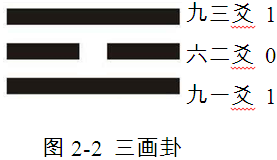 九三爻 1
六二爻 0
九一爻 1
图 2-2 三画卦